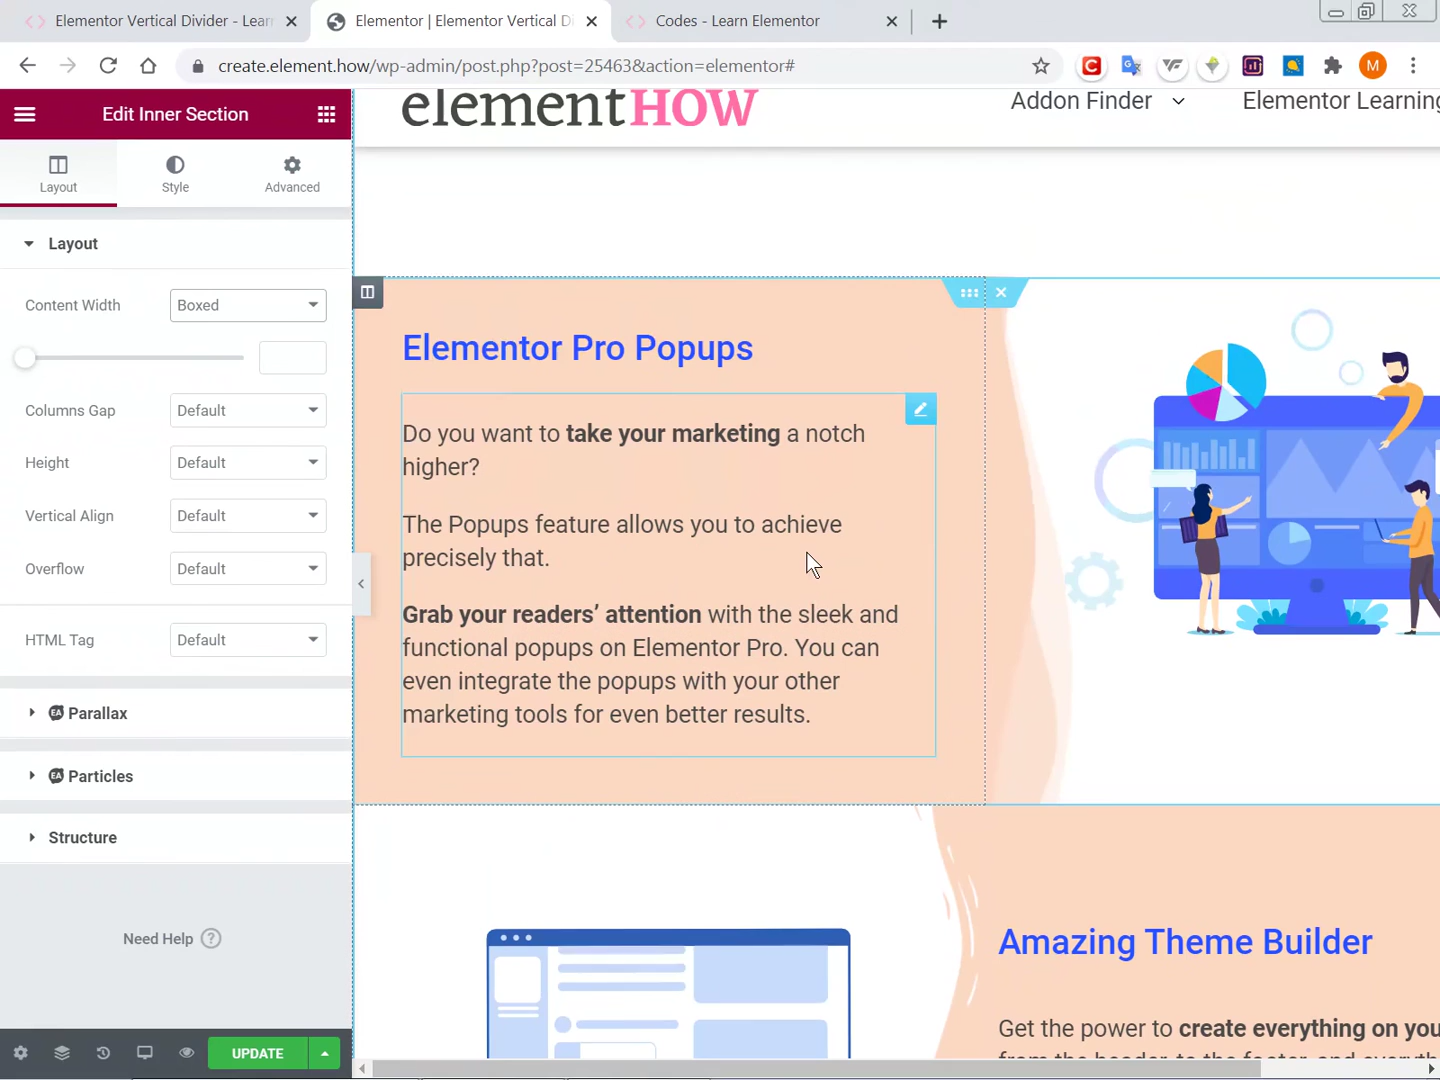 Elementor Vertical Divider - Learn
Elementor | Elementor Vertical D
Codes - Learn Elementor
create.element.how/wp-admin/post.php?post=25463&action=elementor#
M
Edit Inner Section
elementHOW
Addon Finder
Elementor Learning
Layout
Style
Advanced
Layout
Content Width
Boxed
Columns Gap
Default
Height
Default
Vertical Align
Default
Overflow
Default
HTML Tag
Default
EA Parallax
EA Particles
Structure
Need Help
UPDATE
Elementor Pro Popups
Do you want to take your marketing a notch
higher?
The Popups feature allows you to achieve
precisely that.
Grab your readers’ attention with the sleek and
functional popups on Elementor Pro. You can
even integrate the popups with your other
marketing tools for even better results.
Amazing Theme Builder
Get the power to create everything on you